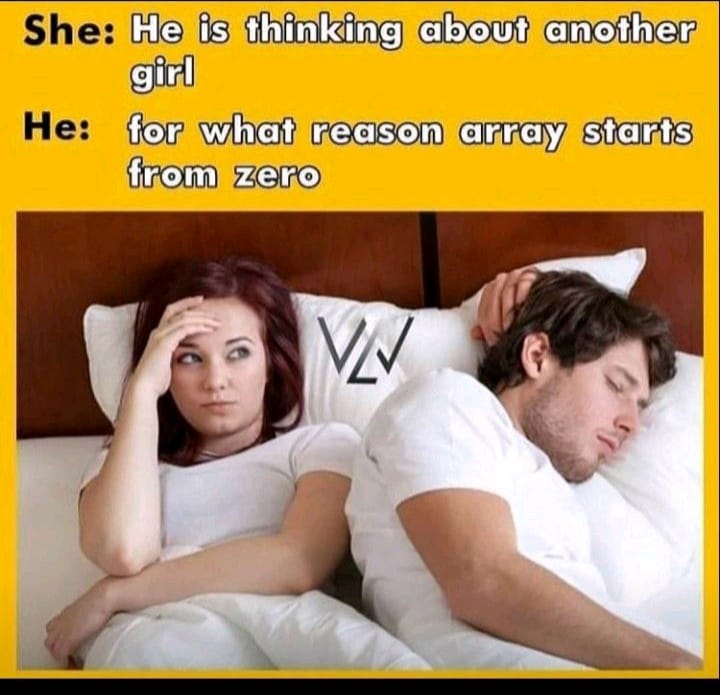 She: He is thinking about another
girl
He: for what reason array starts
from zero
VLV